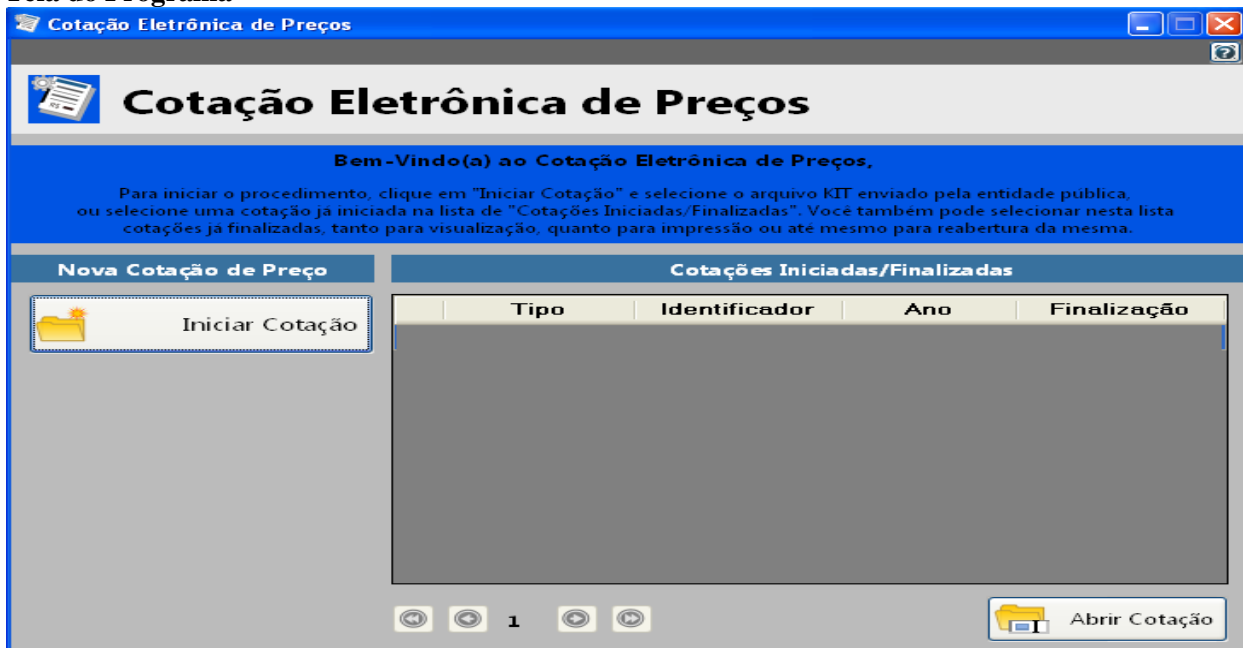 Tela do Programa
Cotação Eletrônica de Preços
Cotação Eletrônica de Preços
Bem-Vindo(a) ao Cotação Eletrônica de Preços,
Para iniciar o procedimento, clique em "Iniciar Cotação" e selecione o arquivo KIT enviado pela entidade pública,
ou selecione uma cotação já iniciada na lista de "Cotações Iniciadas/Finalizadas". Você também pode selecionar nesta lista
cotações já finalizadas, tanto para visualização, quanto para impressão ou até mesmo para reabertura da mesma.
Nova Cotação de Preço
Cotações Iniciadas/Finalizadas
Iniciar Cotação
Tipo Identificador Ano Finalização
1
Abrir Cotação